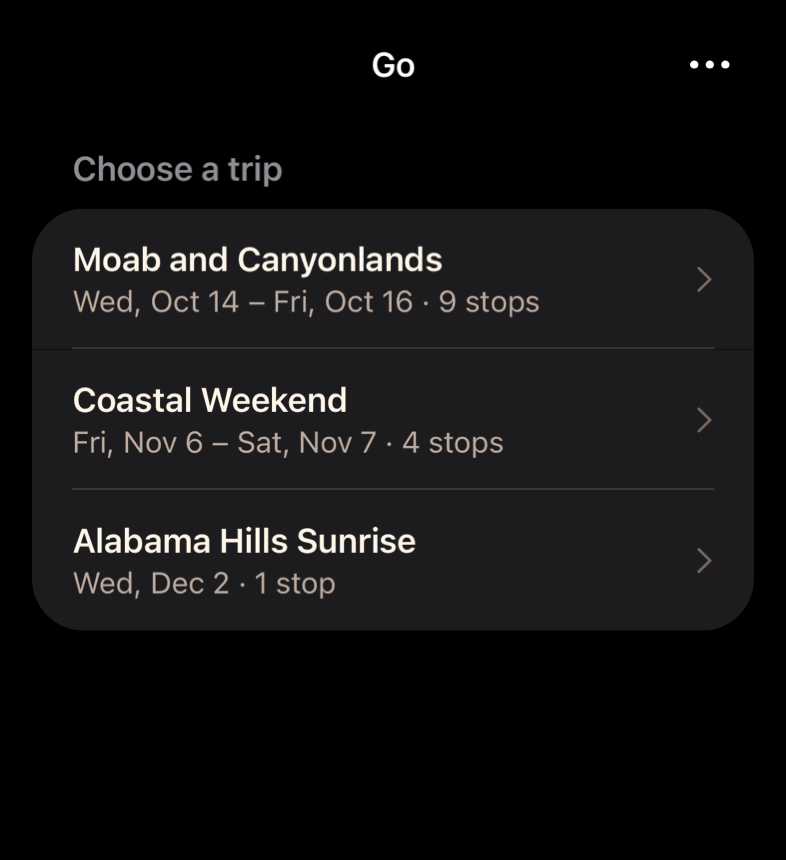 Go
Choose a trip
Moab and Canyonlands
Wed, Oct 14 – Fri, Oct 16 · 9 stops
Coastal Weekend
Fri, Nov 6 – Sat, Nov 7 · 4 stops
Alabama Hills Sunrise
Wed, Dec 2 · 1 stop